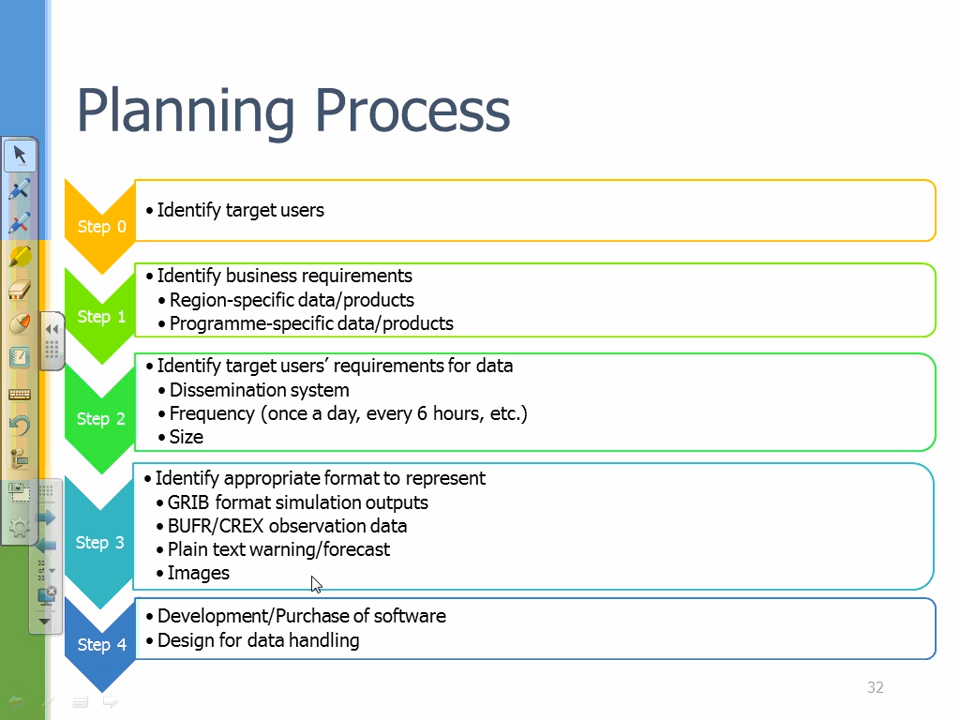 Planning Process
Step 0
• Identify target users
Step 1
• Identify business requirements
• Region-specific data/products
• Programme-specific data/products
Step 2
• Identify target users’ requirements for data
• Dissemination system
• Frequency (once a day, every 6 hours, etc.)
• Size
Step 3
• Identify appropriate format to represent
• GRIB format simulation outputs
• BUFR/CREX observation data
• Plain text warning/forecast
• Images
Step 4
• Development/Purchase of software
• Design for data handling
32